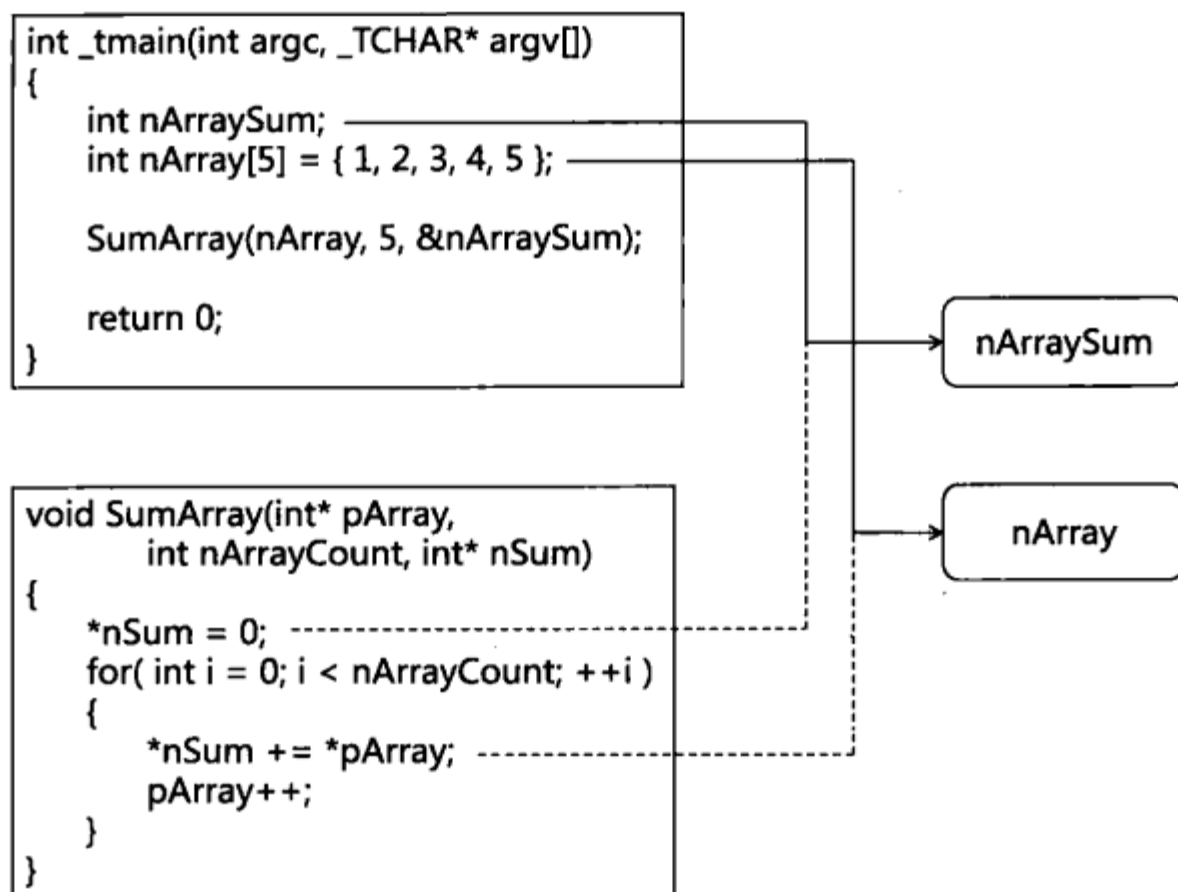 int _tmain(int argc, _TCHAR* argv[])
{
int nArraySum;
int nArray[5] = { 1, 2, 3, 4, 5 };
SumArray(nArray, 5, &nArraySum);
return 0;
}
nArraySum
nArray
void SumArray(int* pArray,
int nArrayCount, int* nSum)
{
*nSum = 0;
for( int i = 0; i < nArrayCount; ++i )
{
*nSum += *pArray;
pArray++;
}
}